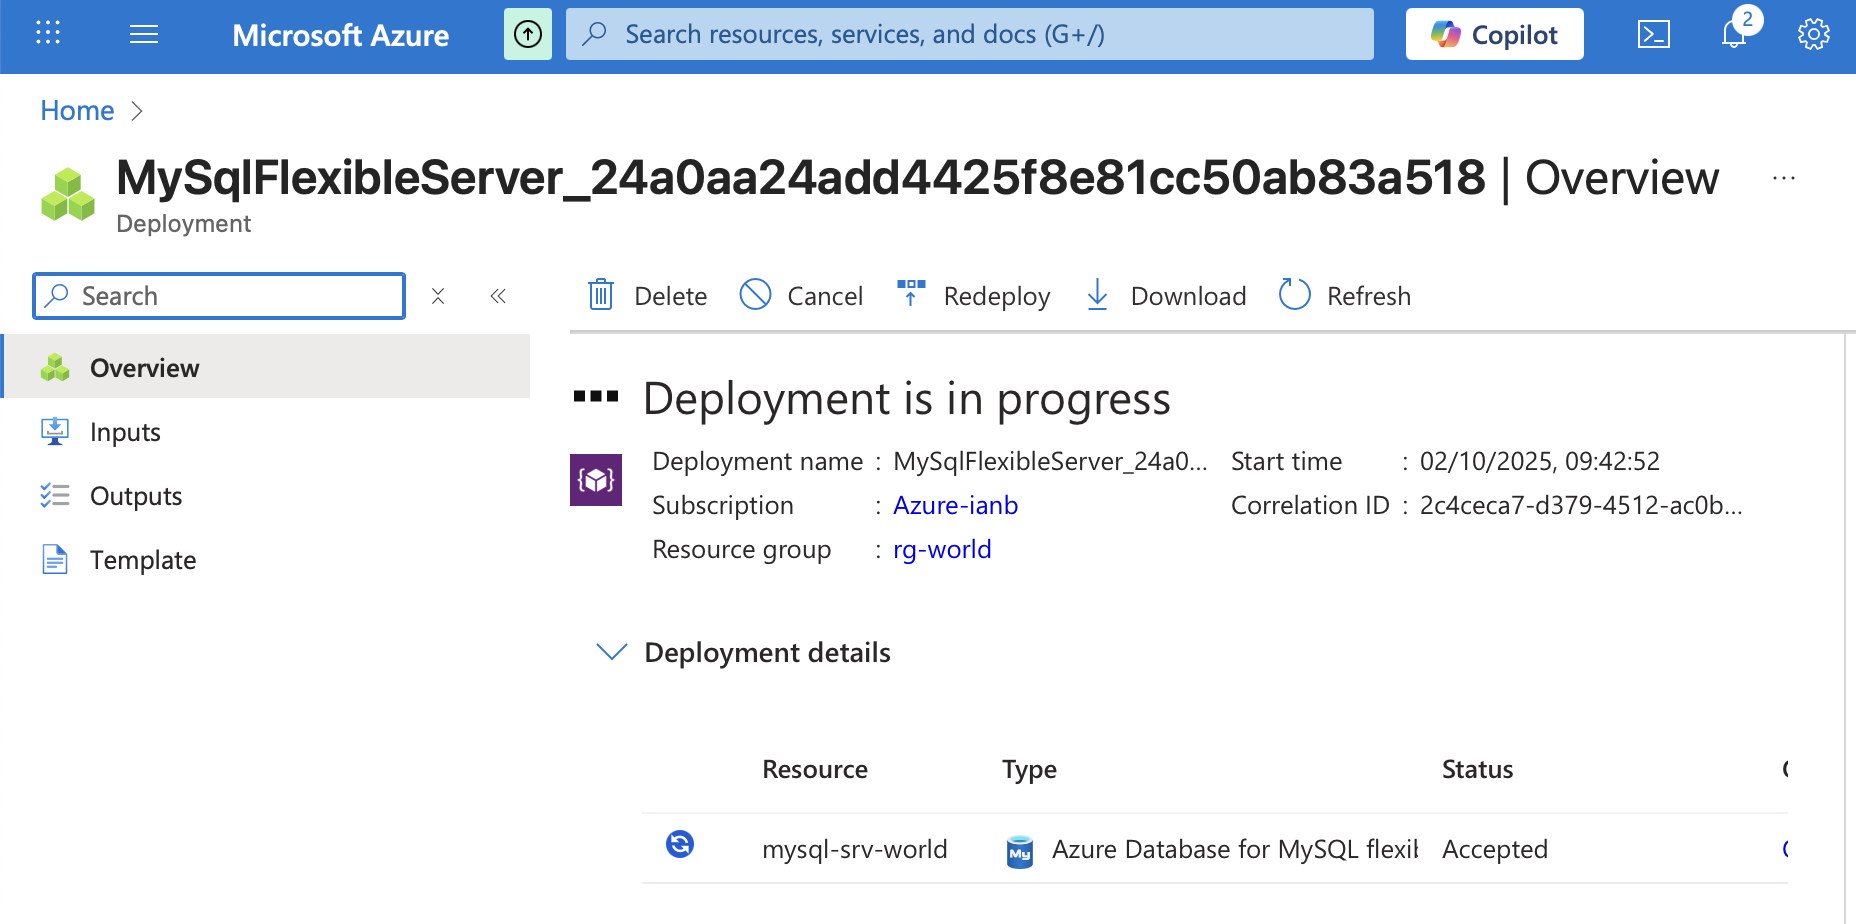 Microsoft Azure
Search resources, services, and docs (G+/)
Copilot
2
Home
MySqlFlexibleServer_24a0aa24add4425f8e81cc50ab83a518 | Overview
Deployment
Search
Overview
Inputs
Outputs
Template
Delete Cancel Redeploy Download Refresh
Deployment is in progress
Deployment name : MySqlFlexibleServer_24a0... Start time : 02/10/2025, 09:42:52
Subscription : Azure-ianb Correlation ID : 2c4ceca7-d379-4512-ac0b...
Resource group : rg-world
Deployment details
Resource Type Status
mysql-srv-world My Azure Database for MySQL flexi Accepted